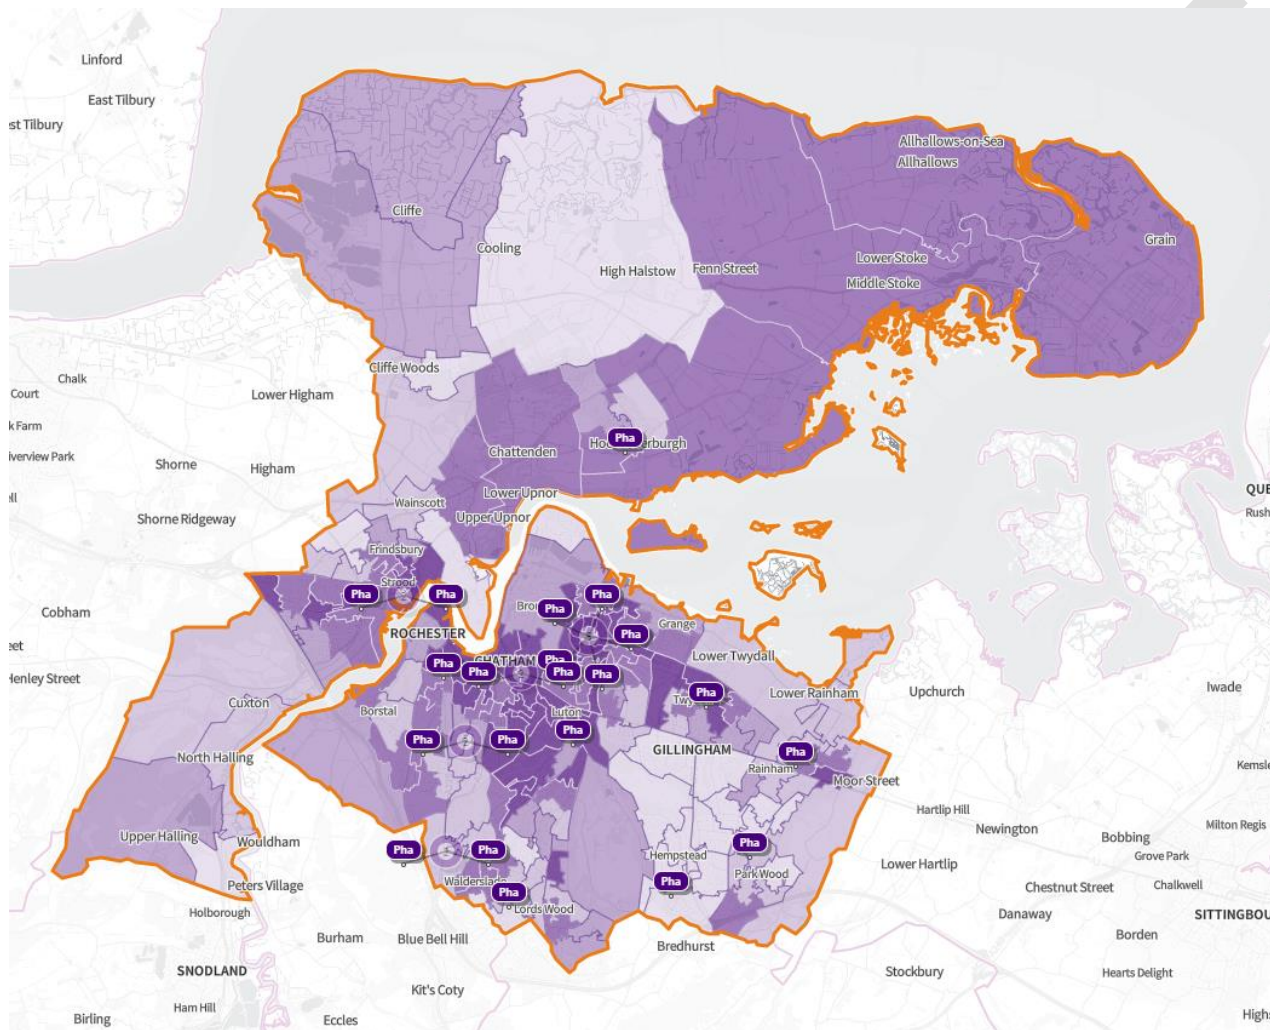 Linford
East Tilbury
st Tilbury
Allhallows-on-Sea
Allhallows
Cliffe
Grain
Cooling
Lower Stoke
High Halstow
Fenn Street
Middle Stoke
Cliffe Woods
Chalk
Court
Lower Higham
k Farm
Pha
Chattenden
verview Park
Shorne
Higham
Lower Upnor
Wainscott
Upper Upnor
QUE
Rush
Shorne Ridgeway
Frindsbury
Strood
Pha
Pha
Pha
Pha
Cobham
Grange
ROCHESTER
Pha
Lower Twydall
CHATHAM
Pha
Pha
Pha
Pha
Pha
Henley Street
Pha
Lower Rainham
Upchurch
Iwade
Cuxton
Borstal
Luton
Pha
Pha
Pha
GILLINGHAM
Pha
North Halling
Rainham
Kemsle
Moor Street
Hartlip Hill
Upper Halling
Wouldham
Newington
Bobbing
Milton Regis
Pha
Pha
Pha
Hempstead
Grove Park
Lower Hartlip
Peters Village
Pha
Pha
Park Wood
Chestnut Street
Chalkwell
Holborough
Lords Wood
Danaway
SITTINGBOU
Burham
Blue Bell Hill
Bredhurst
Borden
SNODLAND
Stockbury
Hearts Delight
Kit's Coty
Ham Hill
Birling
Eccles
High